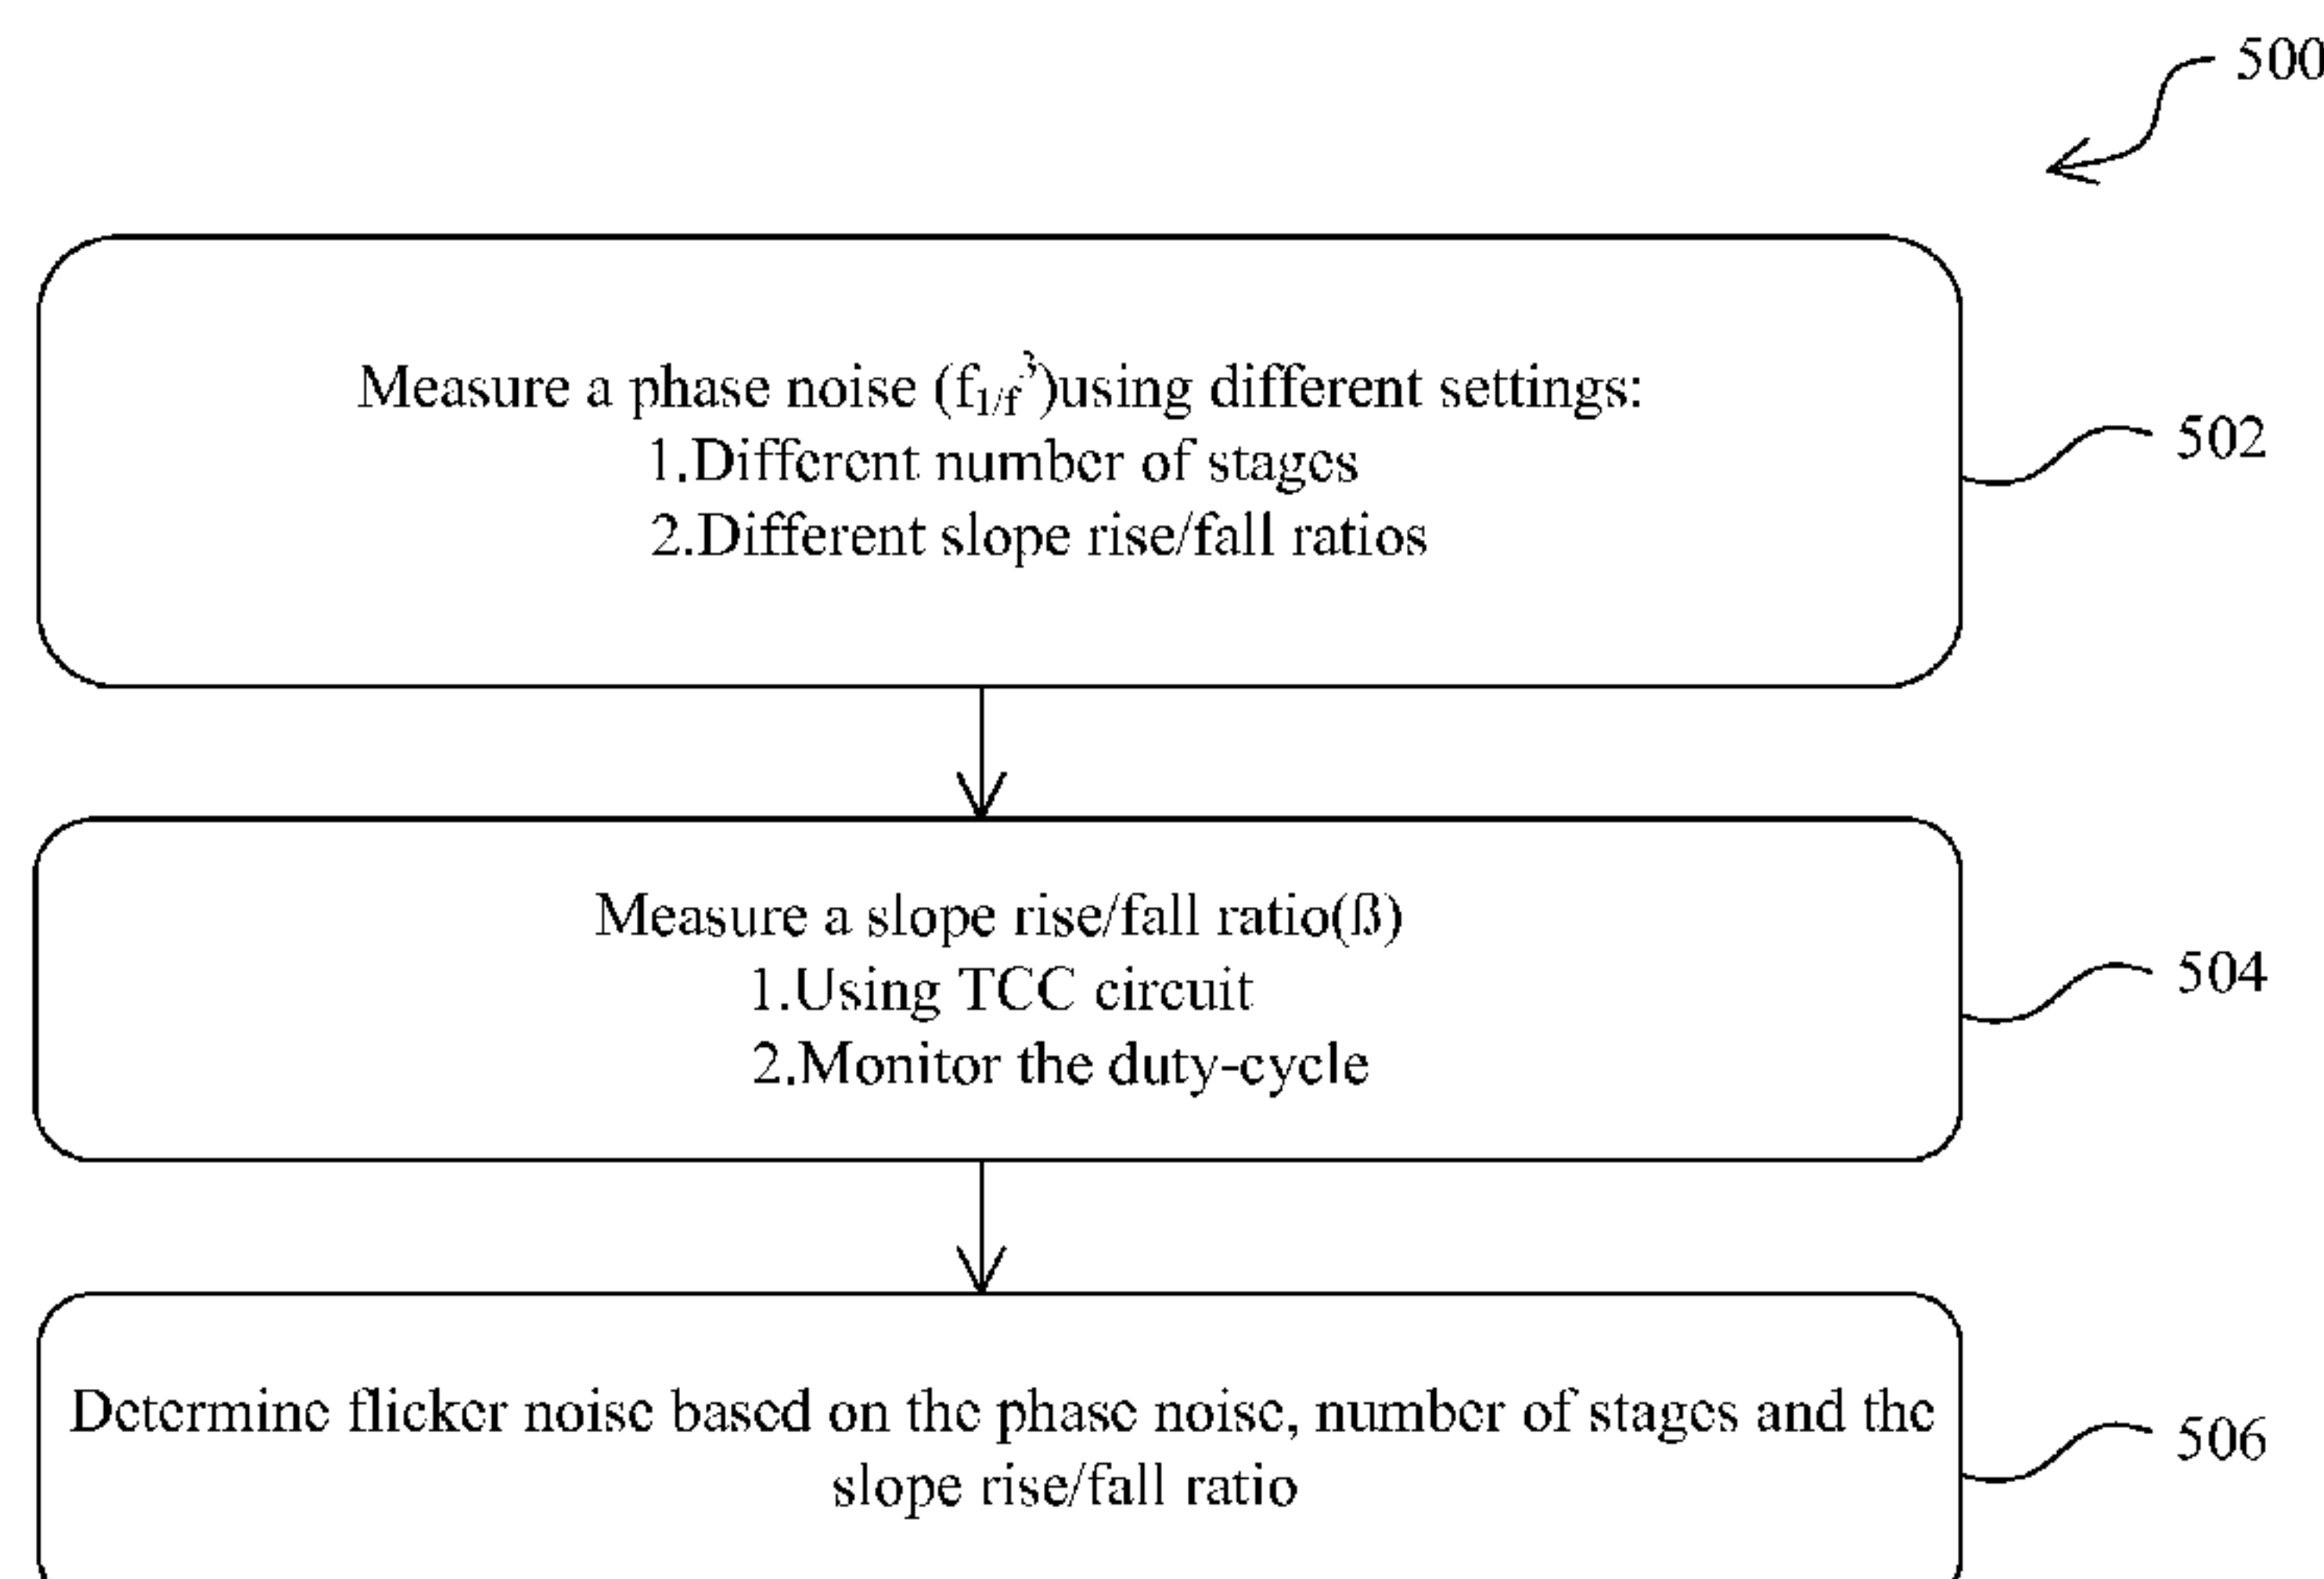 500
Measure a phase noise (f1/f³)using different settings:
1.Different number of stages
2.Different slope rise/fall ratios
502
Measure a slope rise/fall ratio(ß)
1.Using TCC circuit
2.Monitor the duty-cycle
504
Determine flicker noise based on the phase noise, number of stages and the
slope rise/fall ratio
506